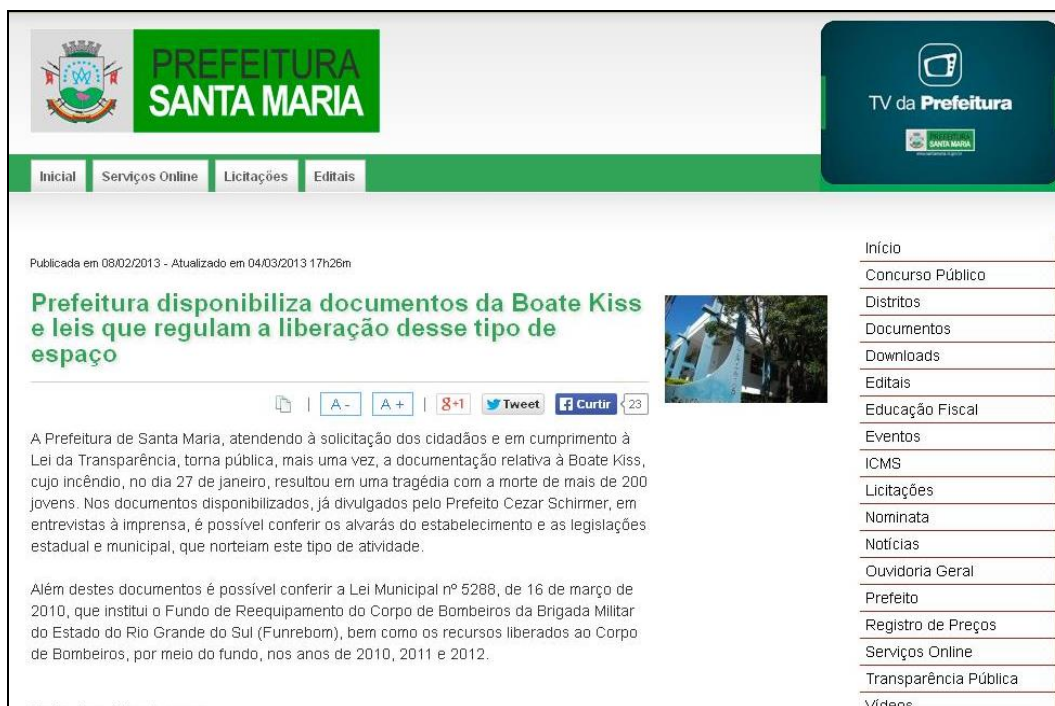 PREFEITURA
SANTA MARIA
TV da Prefeitura
PREFEITURA
SANTA MARIA
Inicial
Serviços Online
Licitações
Editais
Publicada em 08/02/2013 - Atualizado em 04/03/2013 17h26m
Prefeitura disponibiliza documentos da Boate Kiss
e leis que regulam a liberação desse tipo de
espaço
| A - A + | 8+1 Tweet Curtir 23
A Prefeitura de Santa Maria, atendendo à solicitação dos cidadãos e em cumprimento à
Lei da Transparência, torna pública, mais uma vez, a documentação relativa à Boate Kiss,
cujo incêndio, no dia 27 de janeiro, resultou em uma tragédia com a morte de mais de 200
jovens. Nos documentos disponibilizados, já divulgados pelo Prefeito Cezar Schirmer, em
entrevistas à imprensa, é possível conferir os alvarás do estabelecimento e as legislações
estadual e municipal, que norteiam este tipo de atividade.
Além destes documentos é possível conferir a Lei Municipal nº 5288, de 16 de março de
2010, que institui o Fundo de Reequipamento do Corpo de Bombeiros da Brigada Militar
do Estado do Rio Grande do Sul (Funrebom), bem como os recursos liberados ao Corpo
de Bombeiros, por meio do fundo, nos anos de 2010, 2011 e 2012.
Início
Concurso Público
Distritos
Documentos
Downloads
Editais
Educação Fiscal
Eventos
ICMS
Licitações
Nominata
Notícias
Ouvidoria Geral
Prefeito
Registro de Preços
Serviços Online
Transparência Pública
Vídeos